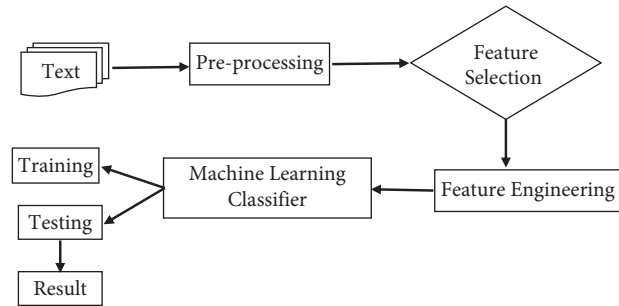 Text
Pre-processing
Feature
Selection
Feature Engineering
Machine Learning
Classifier
Training
Testing
Result